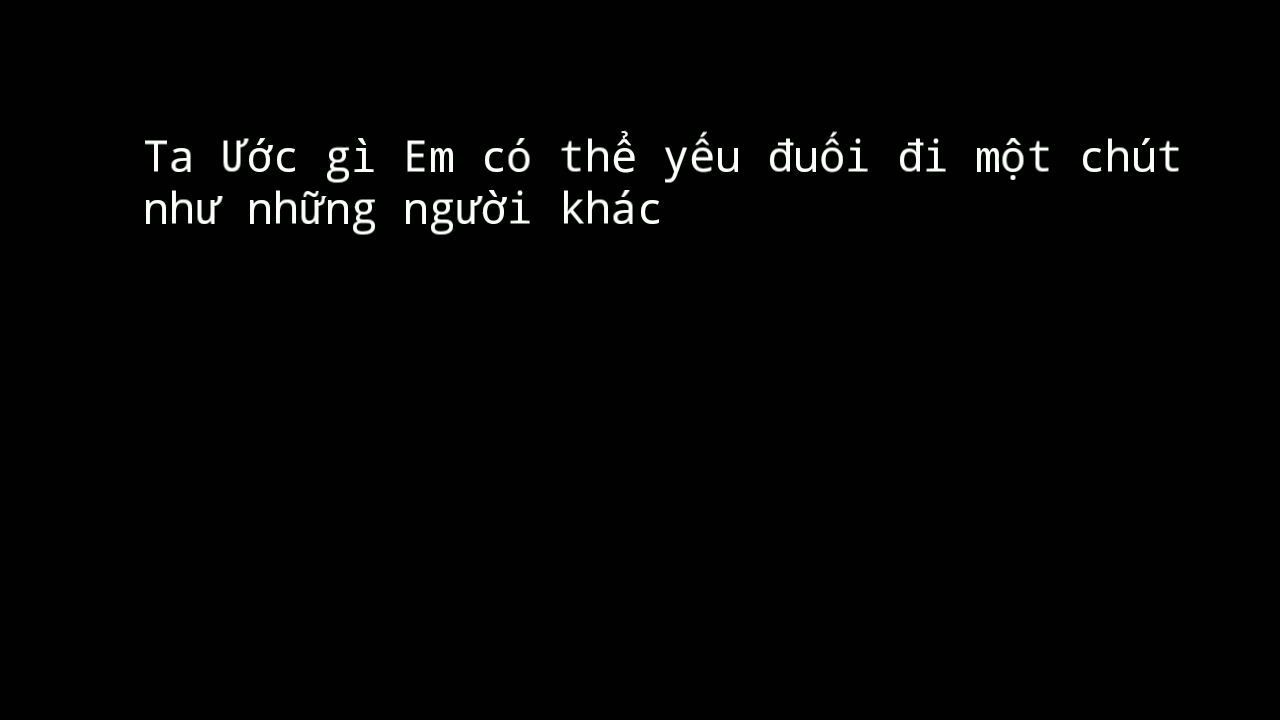 Ta Ước gì Em có thể yếu đuối đi một chút
như những người khác